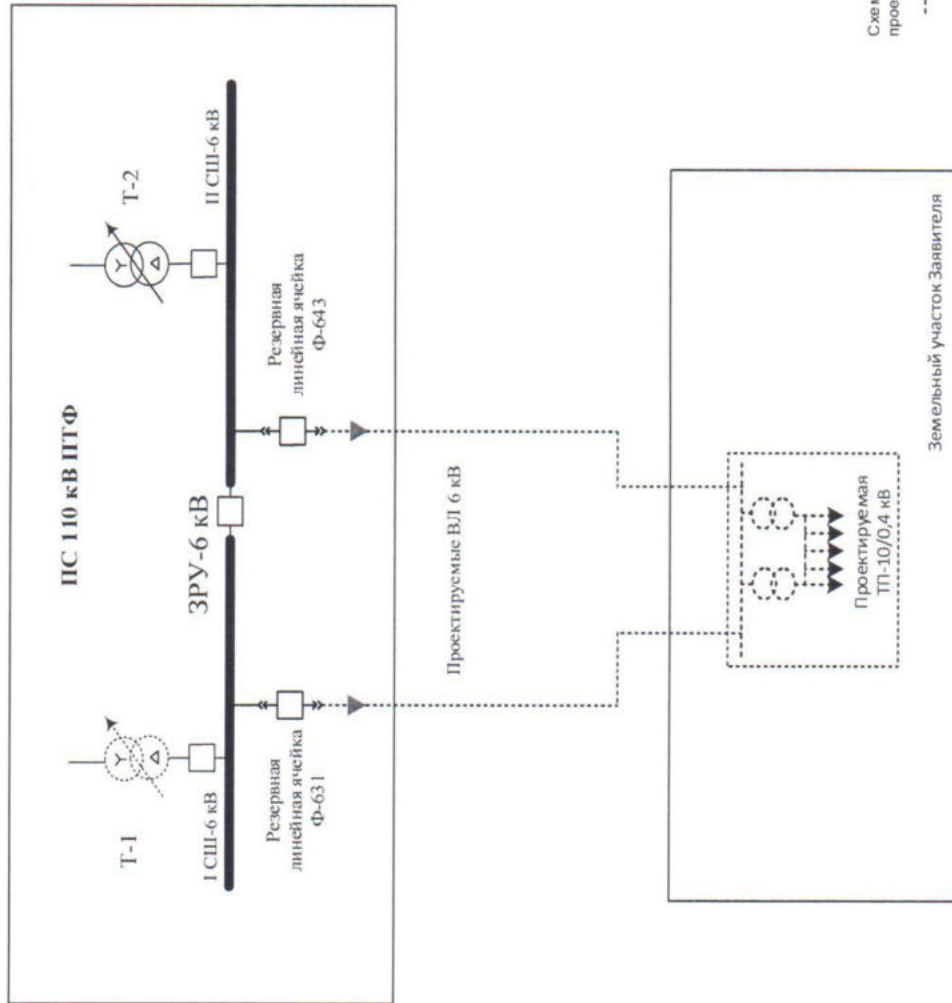 ПС 110 кВ ПТФ
Т-1
Т-2
I СШ-6 кВ
ЗРУ-6 кВ
II СШ-6 кВ
Резервная
линейная ячейка
Ф-631
Резервная
линейная ячейка
Ф-643
Проектируемые ВЛ 6 кВ
Проектируемая
ТП-10/0,4 кВ
Земельный участок Заявителя